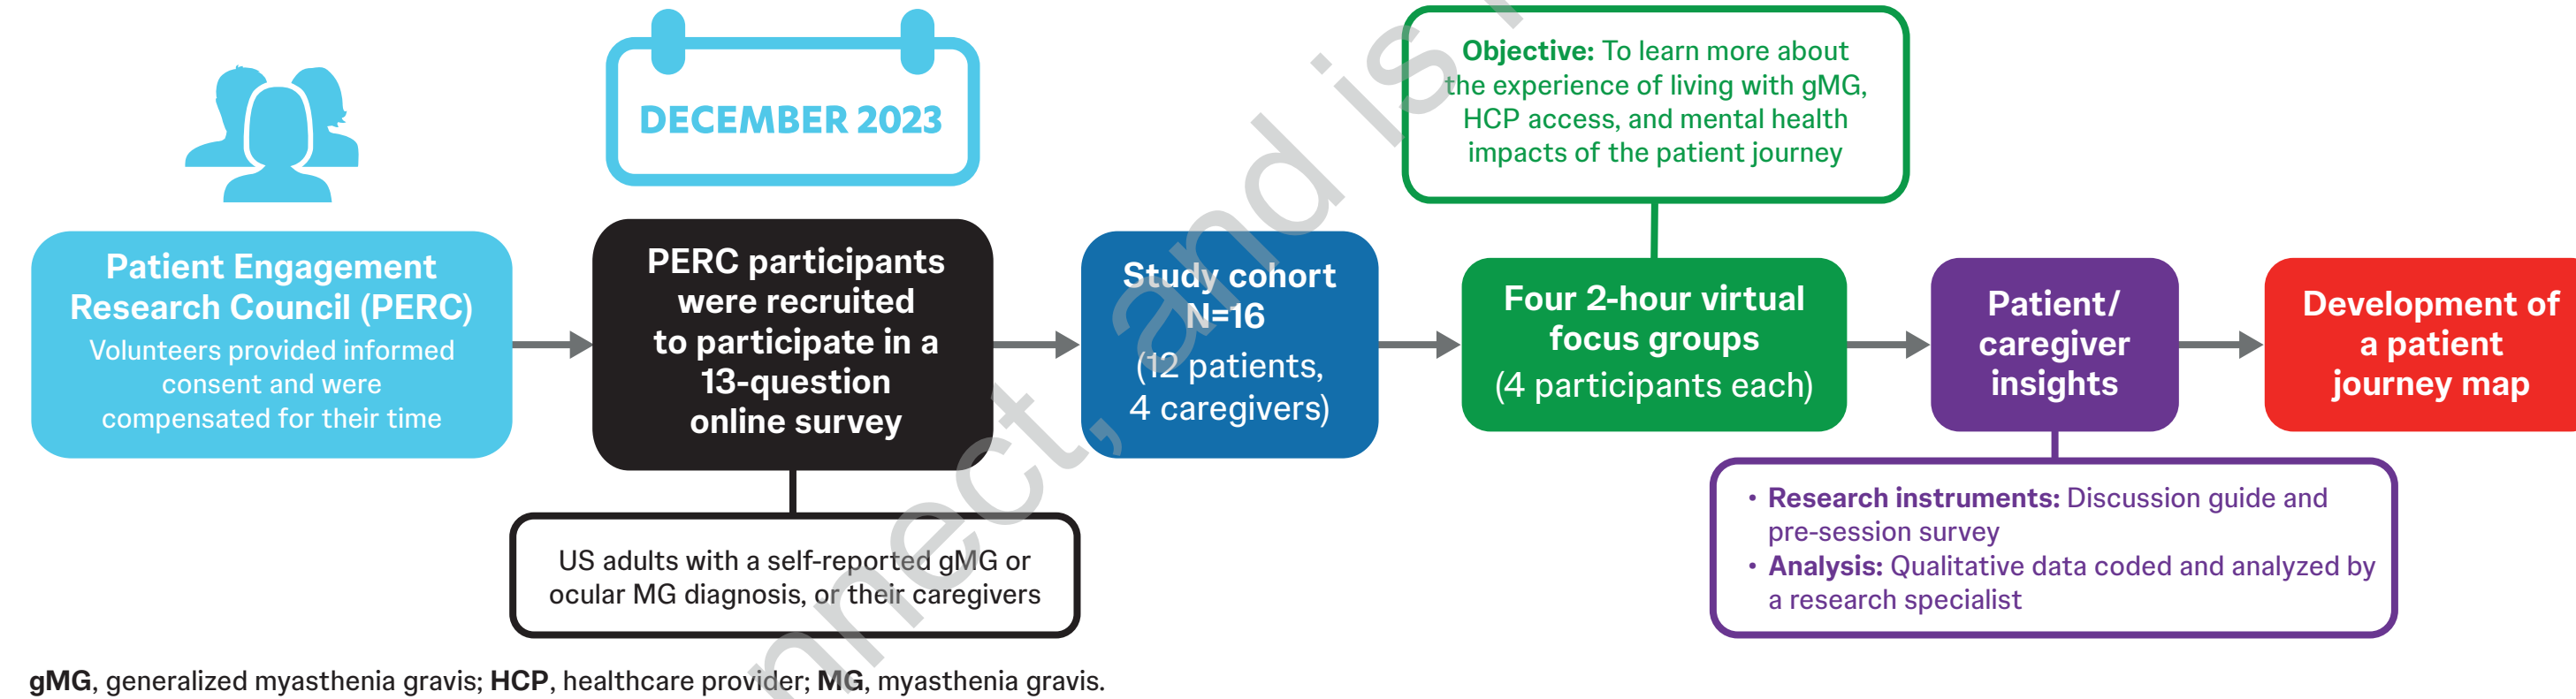 DECEMBER 2023
Objective: To learn more about
the experience of living with gMG,
HCP access, and mental health
impacts of the patient journey
Patient Engagement
Research Council (PERC)
Volunteers provided informed
consent and were
compensated for their time
PERC participants
were recruited
to participate in a
13-question
online survey
Study cohort
N=16
(12 patients,
4 caregivers)
Four 2-hour virtual
focus groups
(4 participants each)
Patient/
caregiver
insights
Development of
a patient
journey map
US adults with a self-reported gMG or
ocular MG diagnosis, or their caregivers
• Research instruments: Discussion guide and
pre-session survey
• Analysis: Qualitative data coded and analyzed by
a research specialist
gMG, generalized myasthenia gravis; HCP, healthcare provider; MG, myasthenia gravis.
nnect, and is